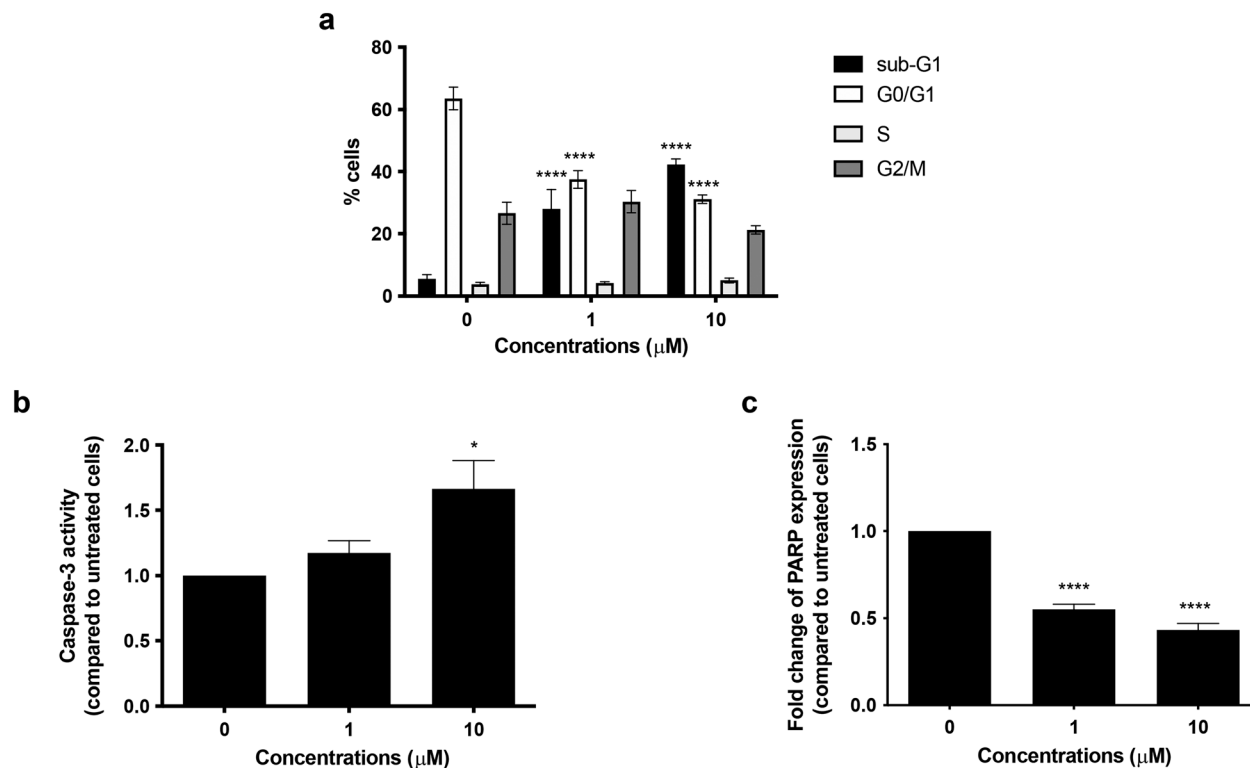 a
80
60
40
20
0
% cells
****
****
****
****
0
1
10
Concentrations (μM)
sub-G1
G0/G1
S
G2/M
b
Caspase-3 activity
(compared to untreated cells)
2.0
1.5
1.0
0.5
0.0
*
0
1
10
Concentrations (μM)
c
Fold change of PARP expression
(compared to untreated cells)
1.5
1.0
0.5
0.0
****
****
0
1
10
Concentrations (μM)